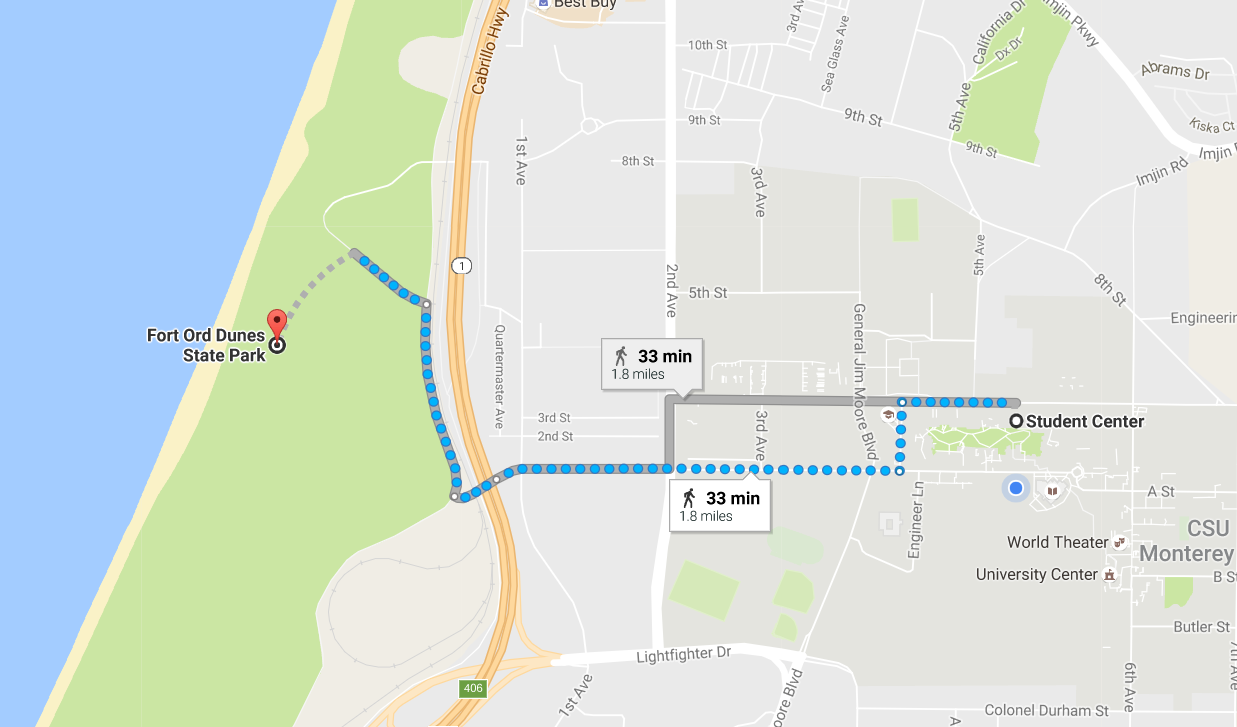 Best Buy
Cabrillo Hwy
10th St
3rd Av
Sea Glass Ave
California Dr
Dx Dr
Imjin Pkwy
Abrams Dr
Kiska Ct
9th St
9th St
5th Ave
9th St
Imjin
Imjin Rd
1st Ave
8th St
3rd Ave
1
2nd Ave
5th St
5th Ave
8th St
Engineerin
Fort Ord Dunes
State Park
Quartermaster Ave
General Jim Moore Blvd
33 min
1.8 miles
3rd St
2nd St
3rd Ave
Student Center
33 min
1.8 miles
Engineer Ln
A St
World Theater
CSU
Monterey
University Center
B St
Butler St
Lightfighter Dr
406
1st Ave
oore Blvd
6th Ave
7th Ave
Colonel Durham St
A